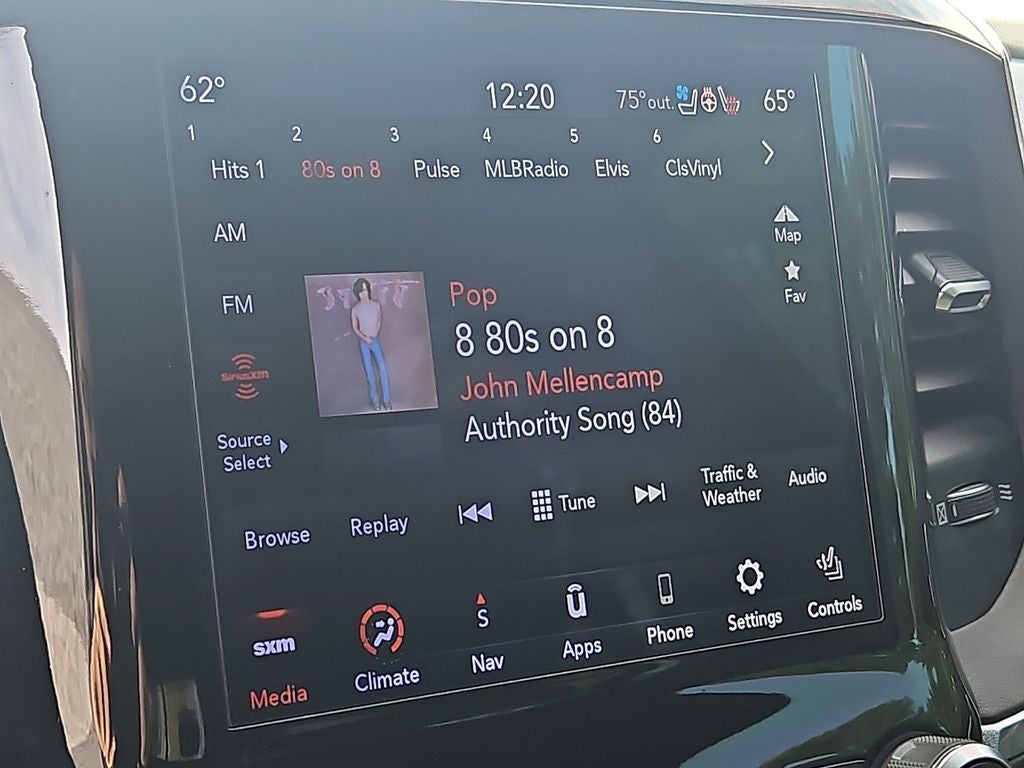 62° 12:20 75° out. 65°
1 2 3 4 5 6
Hits 1 80s on 8 Pulse MLBRadio Elvis ClsVinyl
AM
Map
FM
Fav
Pop
8 80s on 8
John Mellencamp
Authority Song (84)
SiriusXM
Source
Select
Browse Replay Tune
Traffic &
Weather
Audio
sxm
S
u
Media Climate Nav Apps Phone Settings Controls